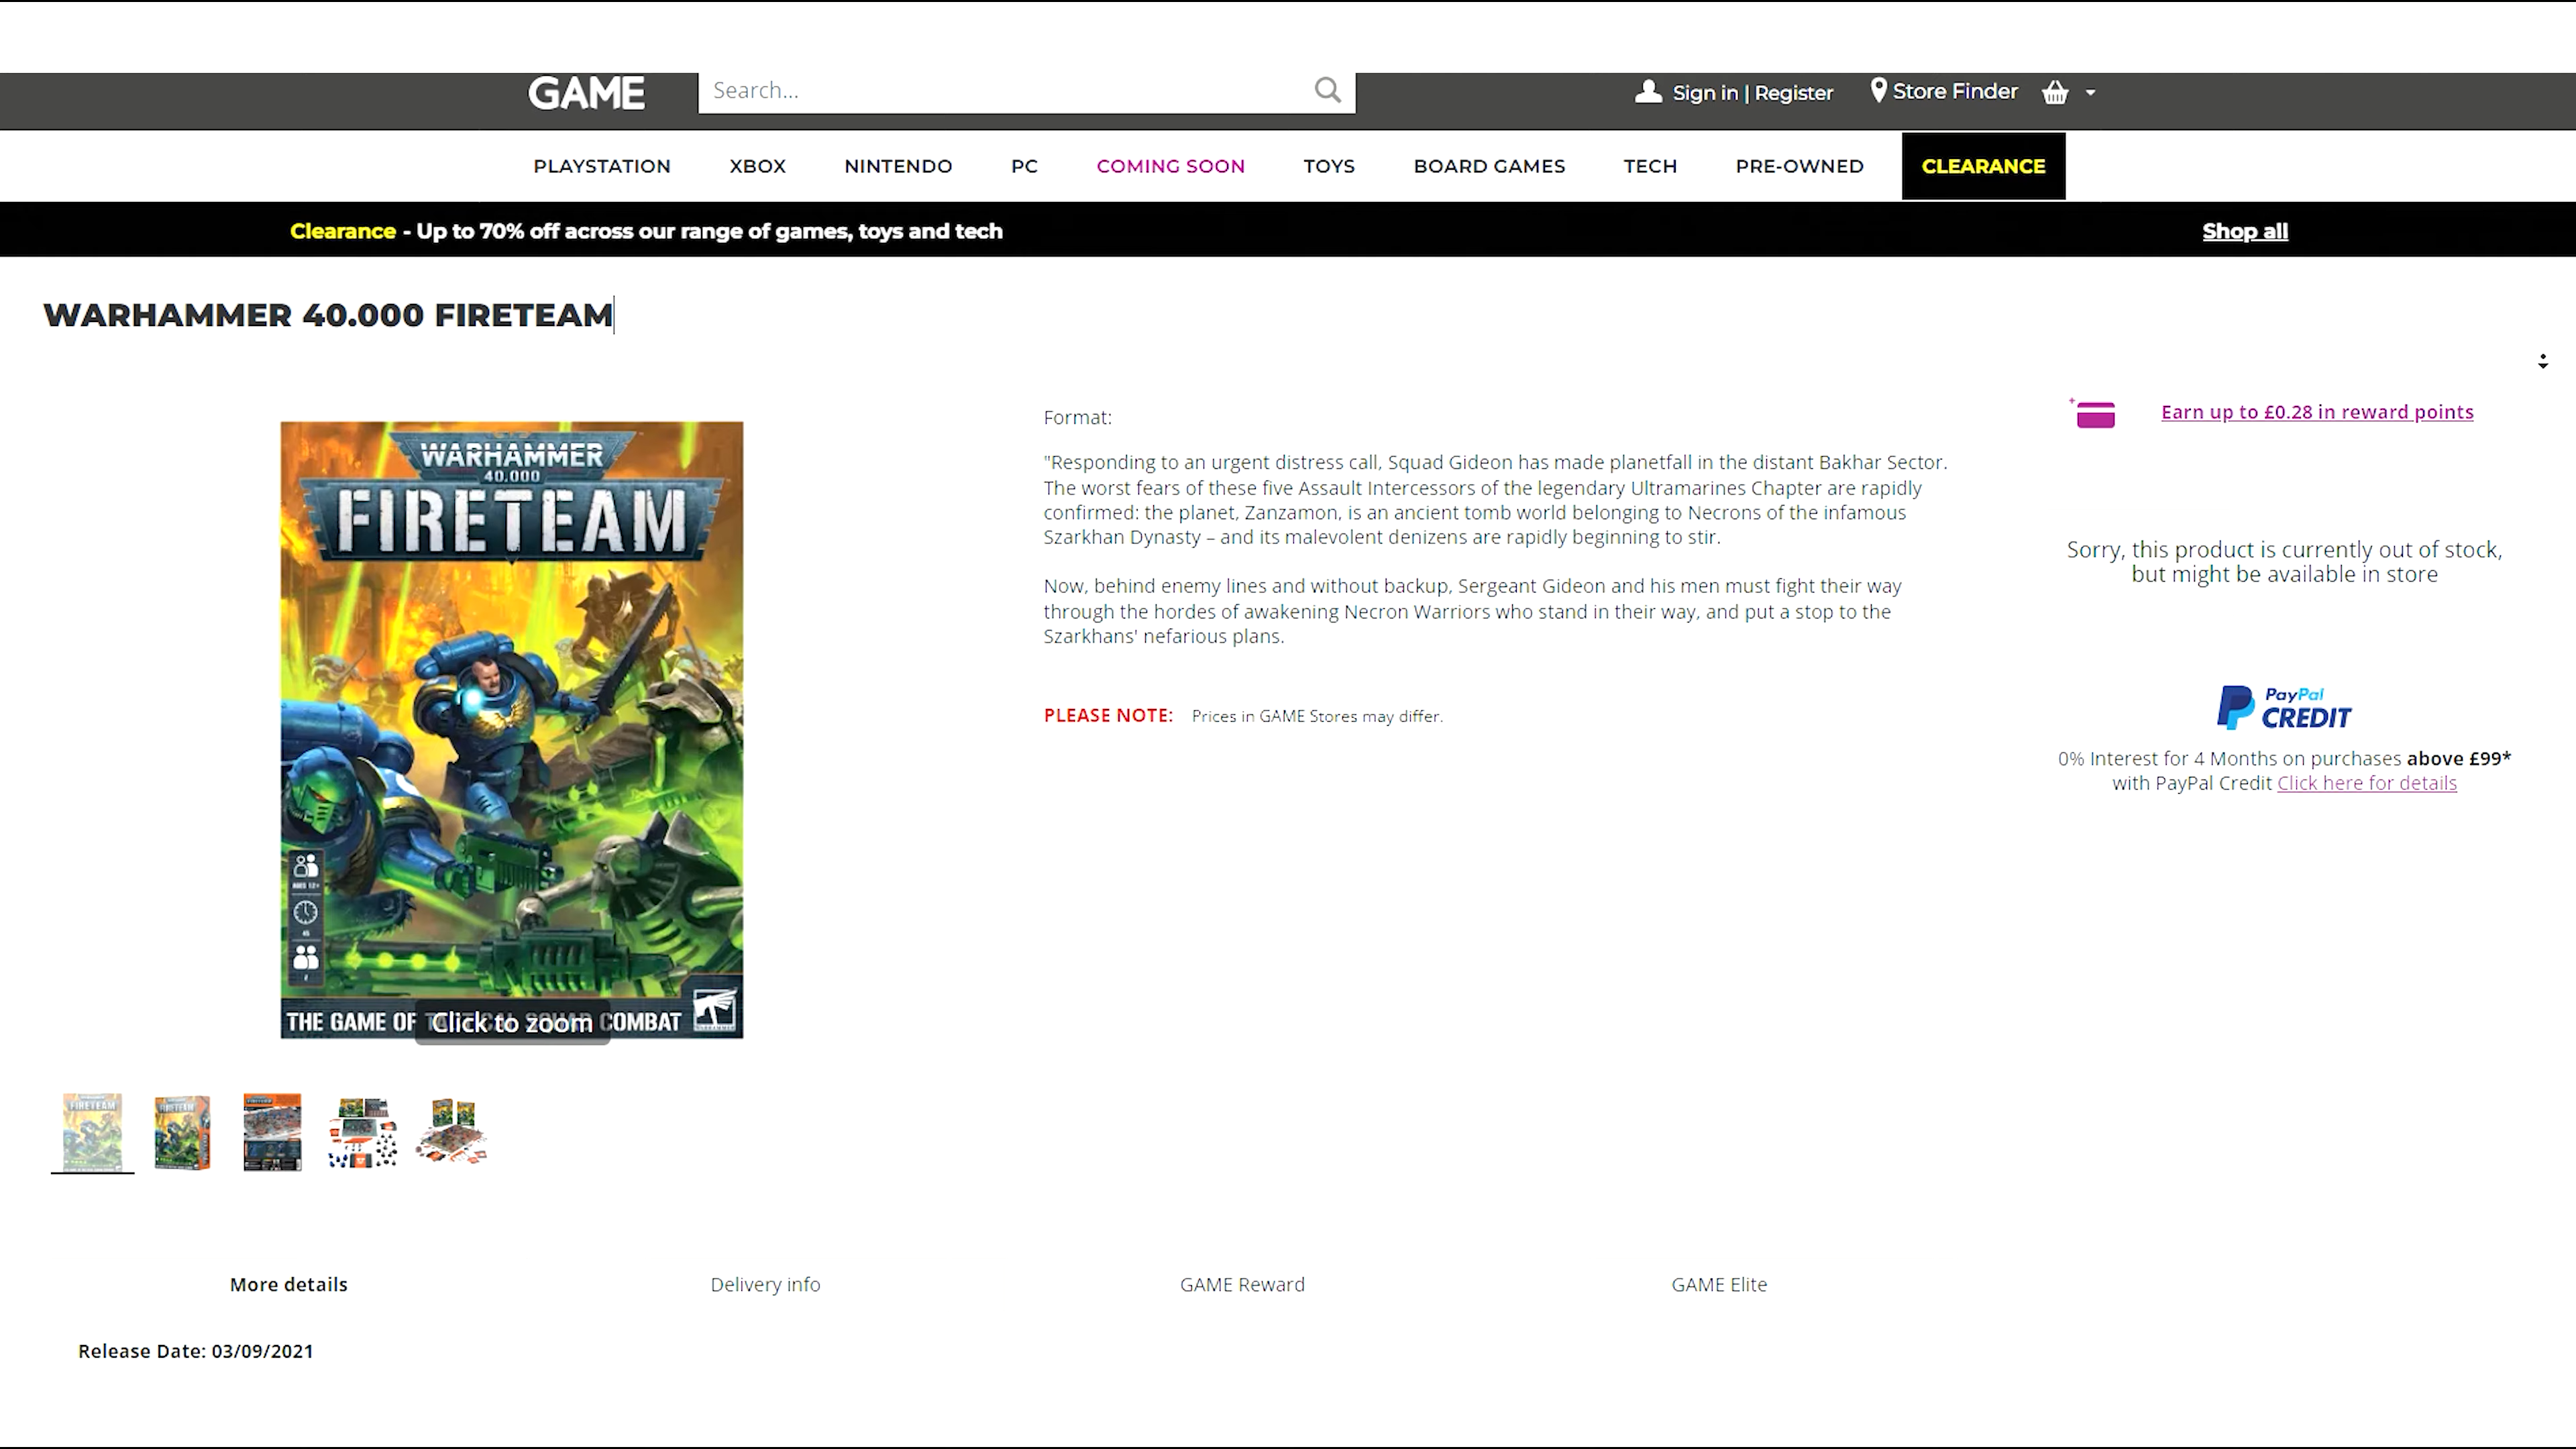 GAME
Search...
Sign in | Register
Store Finder
PLAYSTATION
XBOX
NINTENDO
PC
COMING SOON
TOYS
BOARD GAMES
TECH
PRE-OWNED
CLEARANCE
Clearance - Up to 70% off across our range of games, toys and tech
Shop all
WARHAMMER 40.000 FIRETEAM
WARHAMMER
40.000
FIRETEAM
AGES 12+
45
2
THE GAME OF
COMBAT
Click to zoom
FIRETEAM
FIRETEAM
FIRETEAM
Format:
"Responding to an urgent distress call, Squad Gideon has made planetfall in the distant Bakhar Sector.
The worst fears of these five Assault Intercessors of the legendary Ultramarines Chapter are rapidly
confirmed: the planet, Zanzamon, is an ancient tomb world belonging to Necrons of the infamous
Szarkhan Dynasty – and its malevolent denizens are rapidly beginning to stir.
Now, behind enemy lines and without backup, Sergeant Gideon and his men must fight their way
through the hordes of awakening Necron Warriors who stand in their way, and put a stop to the
Szarkhans' nefarious plans.
PLEASE NOTE: Prices in GAME Stores may differ.
Earn up to £0.28 in reward points
Sorry, this product is currently out of stock,
but might be available in store
PayPal
CREDIT
0% Interest for 4 Months on purchases above £99*
with PayPal Credit Click here for details
More details
Delivery info
GAME Reward
GAME Elite
Release Date: 03/09/2021